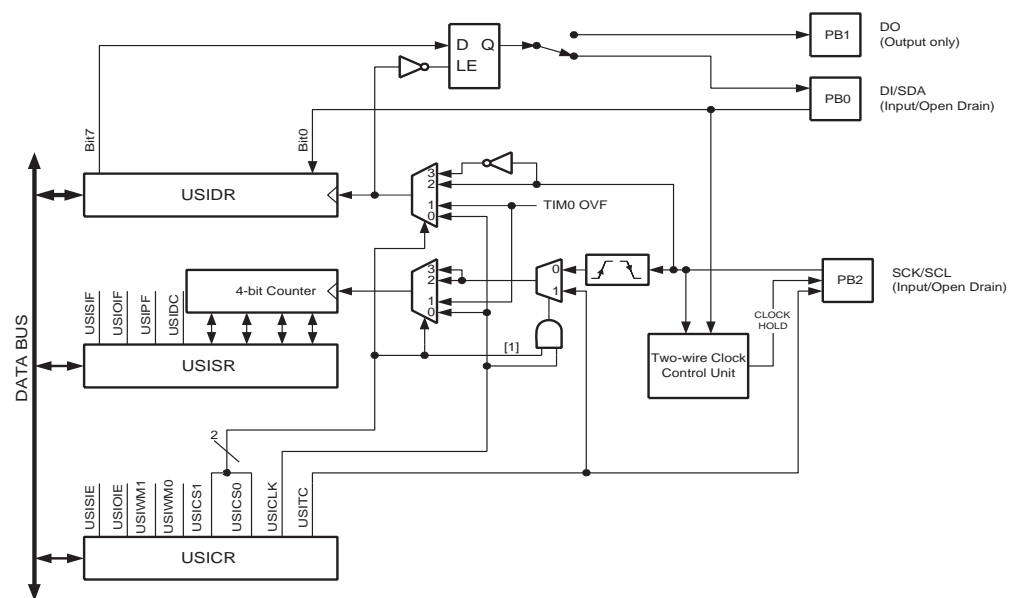 D Q
LE
PB1
DO
(Output only)
PB0
DI/SDA
(Input/Open Drain)
Bit7
Bit0
USIDR
3
2
1
0
TIM0 OVF
4-bit Counter
3
2
1
0
0
1
PB2
SCK/SCL
(Input/Open Drain)
CLOCK
HOLD
USISIF
USIOIF
USIPF
USIDC
[1]
Two-wire Clock
Control Unit
USISR
DATA BUS
2
USISIE
USIOIE
USIWM1
USIWM0
USICS1
USICS0
USICLK
USITC
USICR